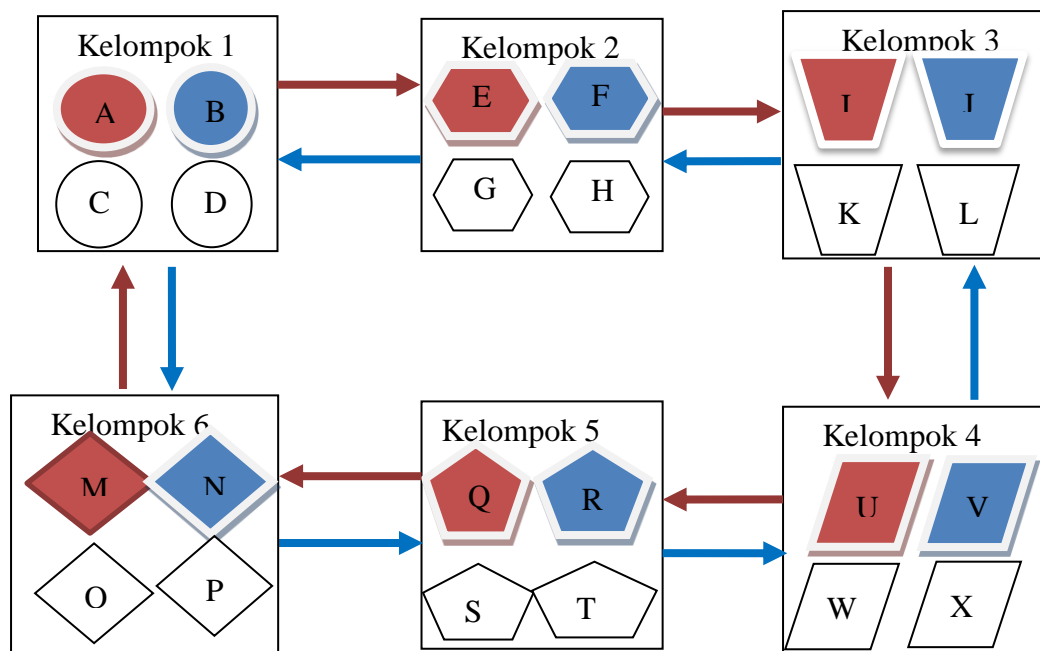 Kelompok 1
A B
C D
Kelompok 2
E F
G H
Kelompok 3
I J
K L
Kelompok 6
M N
O P
Kelompok 5
Q R
S T
Kelompok 4
U V
W X